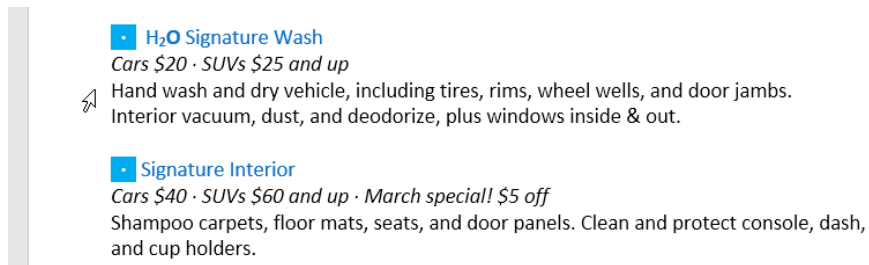 H₂O Signature Wash
Cars $20 · SUVs $25 and up
Hand wash and dry vehicle, including tires, rims, wheel wells, and door jambs.
Interior vacuum, dust, and deodorize, plus windows inside & out.
Signature Interior
Cars $40 · SUVs $60 and up · March special! $5 off
Shampoo carpets, floor mats, seats, and door panels. Clean and protect console, dash,
and cup holders.